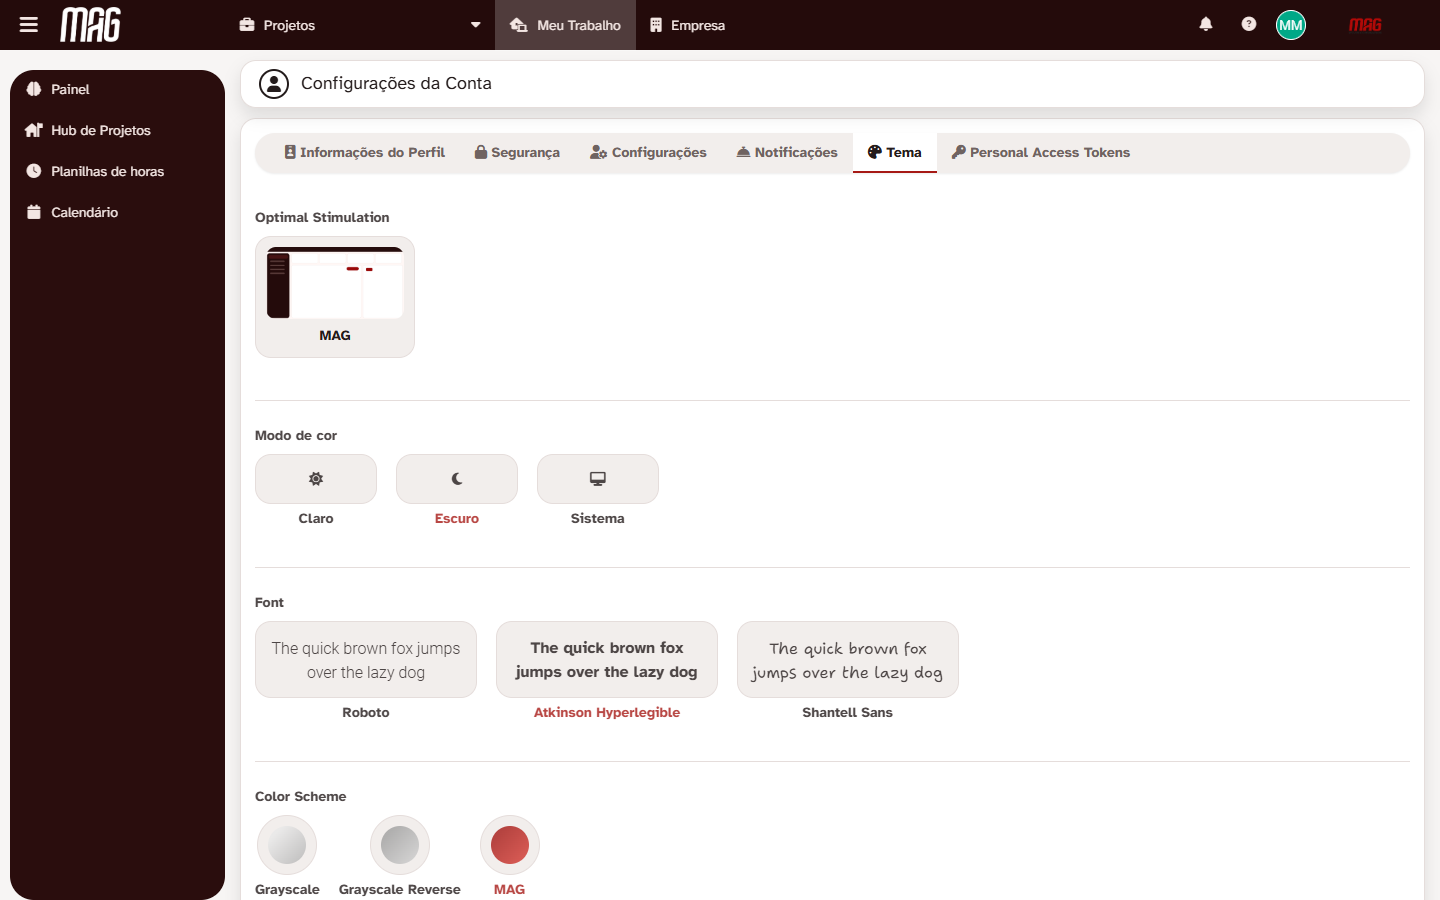 MAG
Projetos
Meu Trabalho
Empresa
MM
MAG
Painel
Hub de Projetos
Planilhas de horas
Calendário
Configurações da Conta
Informações do Perfil
Segurança
Configurações
Notificações
Tema
Personal Access Tokens
Optimal Stimulation
MAG
Modo de cor
Claro
Escuro
Sistema
Font
The quick brown fox jumps
over the lazy dog
Roboto
The quick brown fox
jumps over the lazy dog
Atkinson Hyperlegible
The quick brown fox
jumps over the lazy dog
Shantell Sans
Color Scheme
Grayscale
Grayscale Reverse
MAG